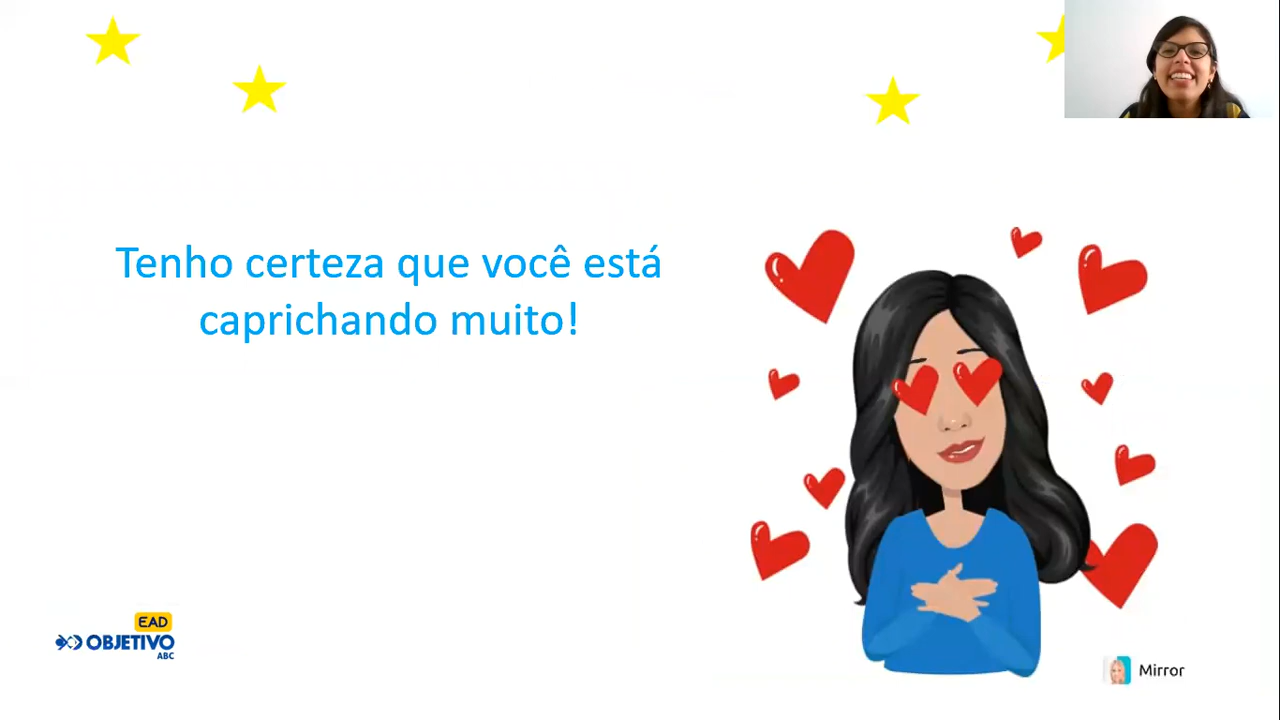 Tenho certeza que você está
caprichando muito!
EAD
OBJETIVO
ABC
Mirror